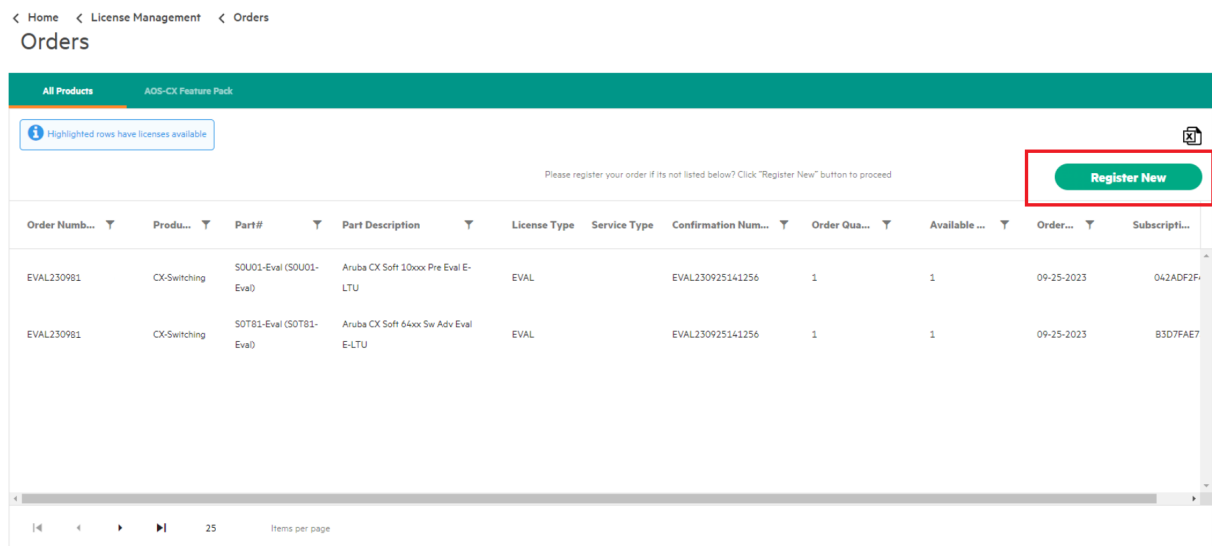 Home License Management Orders
Orders
All Products AOS-CX Feature Pack
Highlighted rows have licenses available
Please register your order if its not listed below? Click "Register New" button to proceed
Register New
Order Numb... Produ... Part# Part Description License Type Service Type Confirmation Num... Order Qua... Available ... Order... Subscripti...
EVAL230981 CX-Switching S0U01-Eval (S0U01- Aruba CX Soft 10xxx Pre Eval E- EVAL EVAL230925141256 1 1 09-25-2023 042ADF2F
Eval) LTU
EVAL230981 CX-Switching S0T81-Eval (S0T81- Aruba CX Soft 64xx Sw Adv Eval EVAL EVAL230925141256 1 1 09-25-2023 B3D7FAE7
Eval) E-LTU
25 Items per page